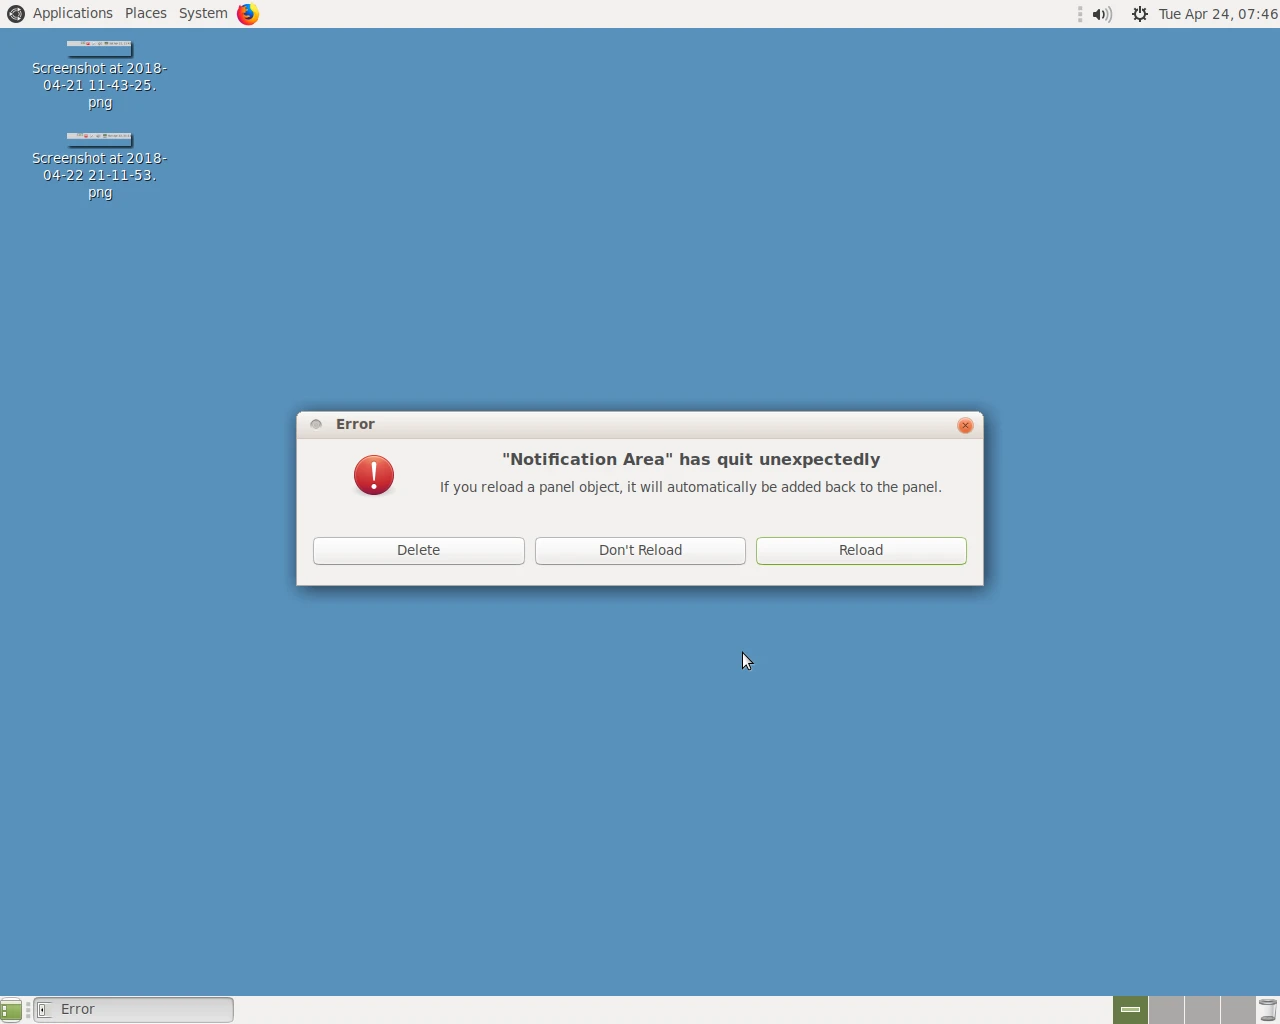 Applications Places System Tue Apr 24, 07:46
Screenshot at 2018-
04-21 11-43-25.
png
Screenshot at 2018-
04-22 21-11-53.
png
Error
"Notification Area" has quit unexpectedly
If you reload a panel object, it will automatically be added back to the panel.
Delete Don't Reload Reload
Error